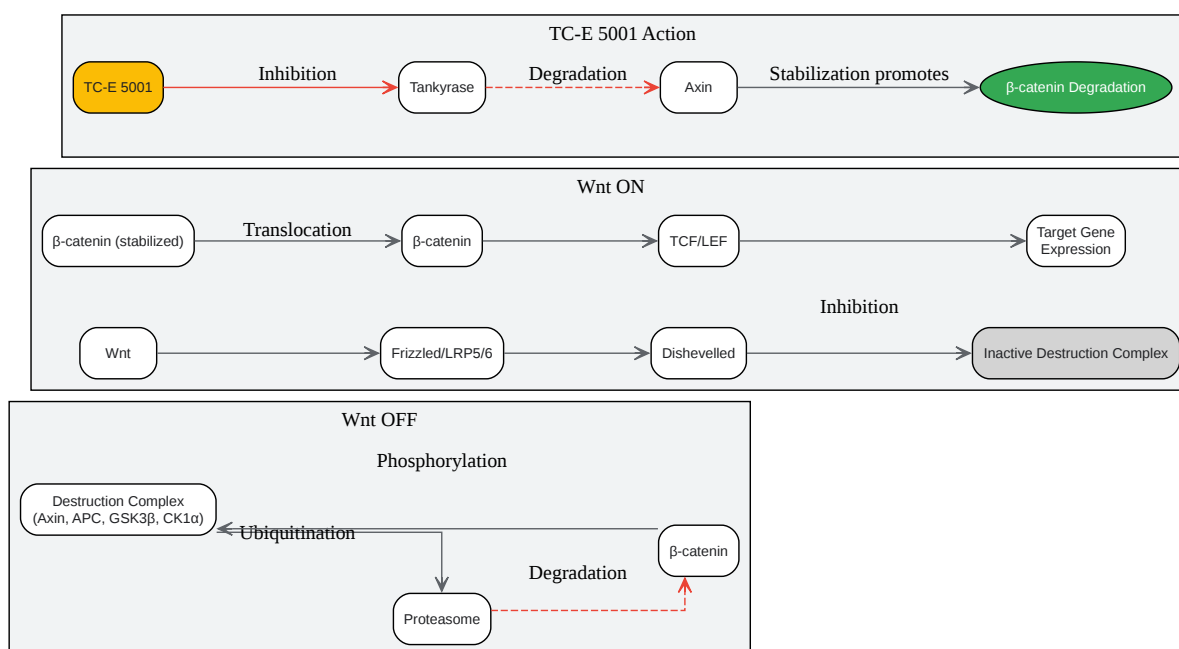 TC-E 5001 Action
TC-E 5001
Inhibition
Tankyrase
Degradation
Axin
Stabilization promotes
β-catenin Degradation
Wnt ON
β-catenin (stabilized)
Translocation
β-catenin
TCF/LEF
Target Gene
Expression
Inhibition
Wnt
Frizzled/LRP5/6
Dishevelled
Inactive Destruction Complex
Wnt OFF
Phosphorylation
Destruction Complex
(Axin, APC, GSK3β, CK1α)
Ubiquitination
β-catenin
Degradation
Proteasome